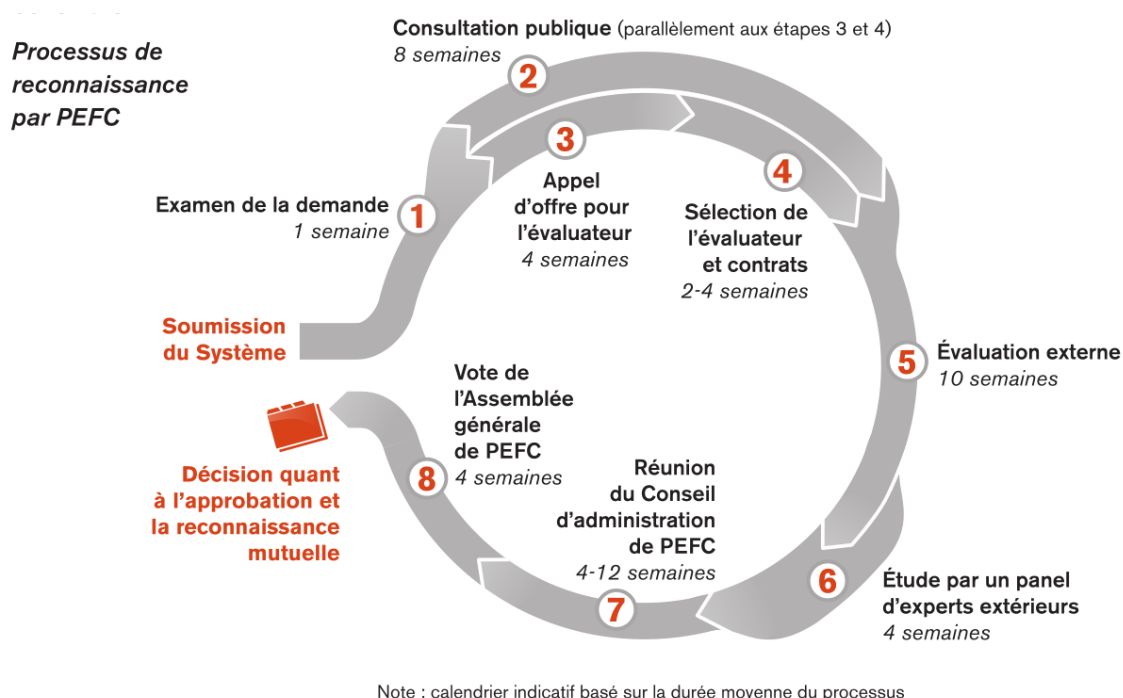 Processus de
reconnaissance
par PEFC
Consultation publique (parallèlement aux étapes 3 et 4)
8 semaines
2
3
Appel
d'offre pour
l'évaluateur
4 semaines
4
Sélection de
l'évaluateur
et contrats
2-4 semaines
Examen de la demande
1 semaine
1
Soumission
du Système
5
Évaluation externe
10 semaines
Vote de
l'Assemblée
générale
de PEFC
4 semaines
8
Décision quant
à l'approbation et
la reconnaissance
mutuelle
Réunion
du Conseil
d'administration
de PEFC
4-12 semaines
7
6
Étude par un panel
d'experts extérieurs
4 semaines
Note : calendrier indicatif basé sur la durée moyenne du processus